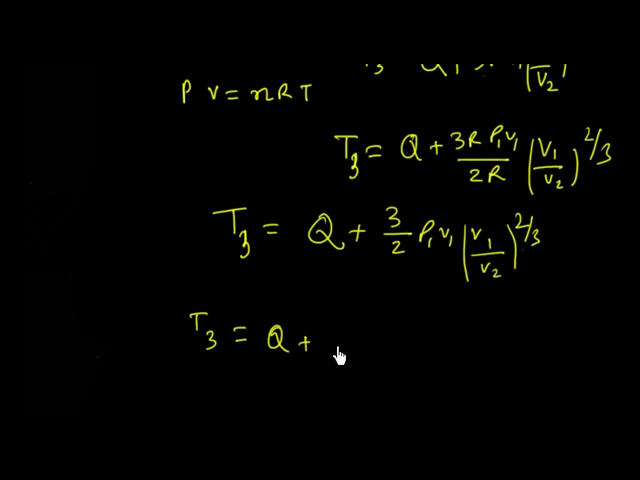 P V = nRT
T₃ = Q + 3R P₁V₁/2R (V₁/V₂)^2/3
T₃ = Q + 3/2 P₁V₁ (V₁/V₂)^2/3
T₃ = Q +